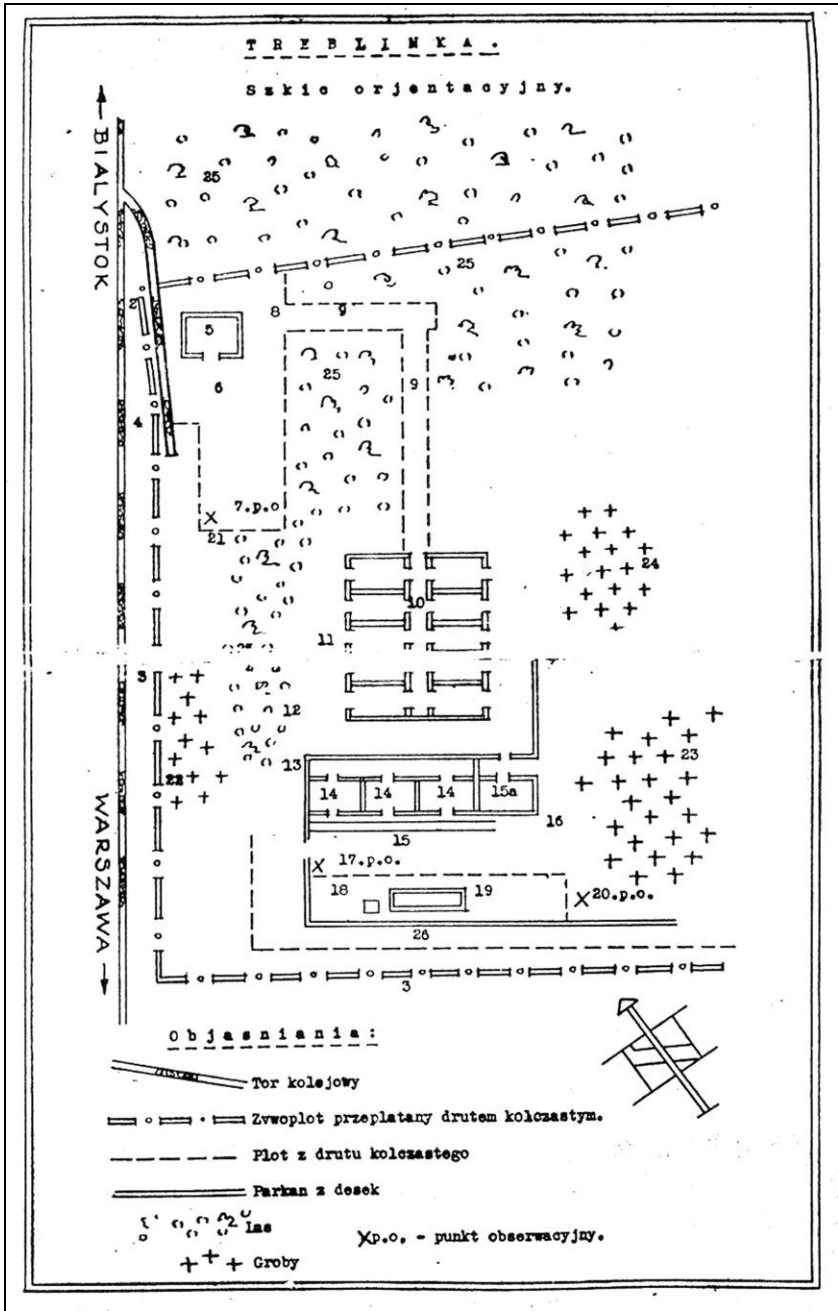 TREBLINKA.
Szkic orjentacyjny.
BIALYSTOK
25
25
2
8
9
5
25
9
6
4
7.p.o
21
24
10
11
3
12
23
13
22
14
14
14
15a
16
15
17.p.o.
18
19
20.p.o.
26
WARSZAWA
3
Objasniania:
Tor kolejowy
Zywoplot przeplatany drutem kolczastym.
Plot z drutu kolczastego
Parkan z desek
Las
p.o. - punkt obserwacyjny.
Groby